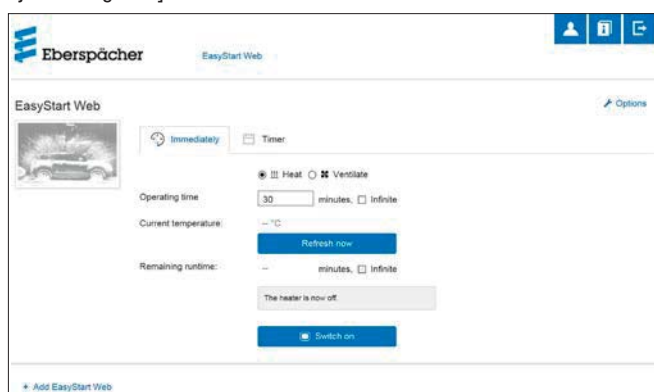 Eberspächer
EasyStart Web
EasyStart Web
Options
Immediately
Timer
Heat Ventilate
Operating time
30 minutes, Infinite
Current temperature:
-- °C
Refresh now
Remaining runtime:
-- minutes, Infinite
The heater is now off.
Switch on
+ Add EasyStart Web